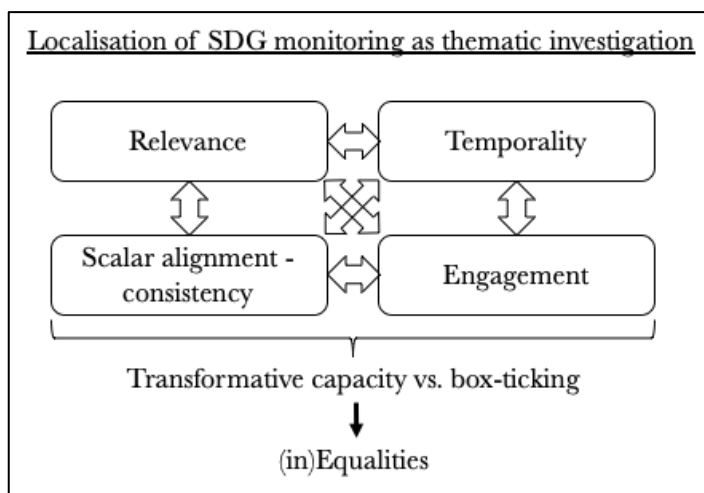 Localisation of SDG monitoring as thematic investigation
Relevance
Temporality
Scalar alignment -
consistency
Engagement
Transformative capacity vs. box-ticking
(in)Equalities